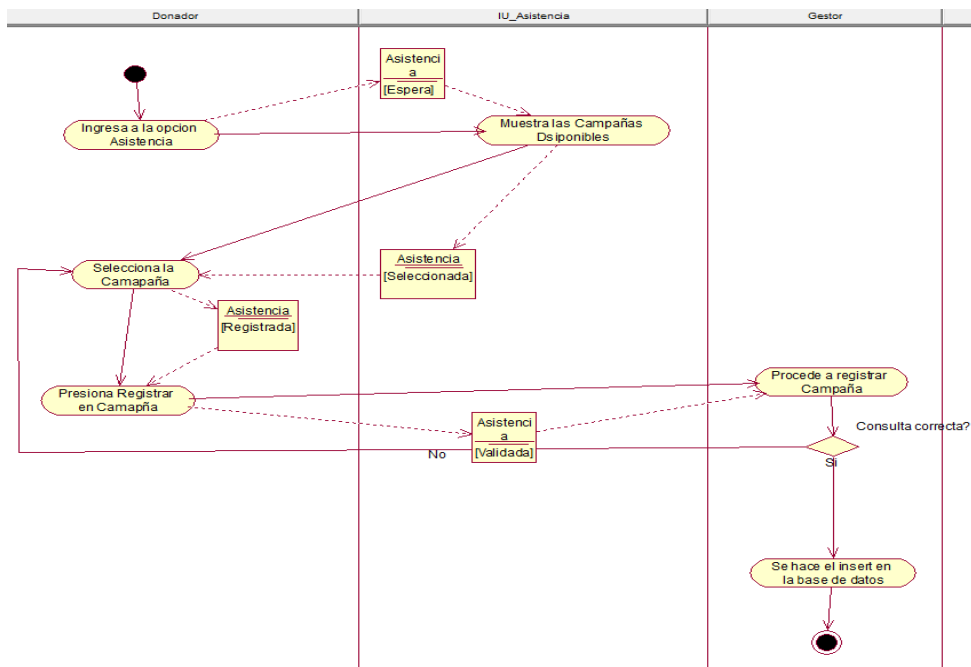 Donador
IU_Asistencia
Gestor
Asistenci
a
[Espera]
Ingresa a la opcion
Asistencia
Muestra las Campañas
Dsiponibles
Selecciona la
Camapaña
Asistencia
[Seleccionada]
Asistencia
[Registrada]
Presiona Registrar
en Camapña
Procede a registrar
Campaña
Asistenci
a
[Validada]
Consulta correcta?
No
Si
Se hace el insert en
la base de datos